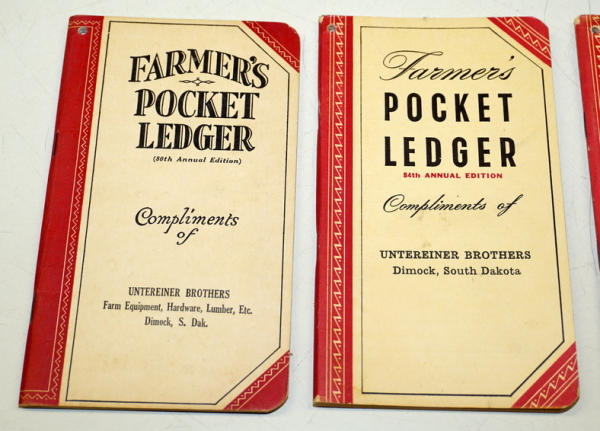 FARMER'S
POCKET
LEDGER
(80th Annual Edition)
Compliments
of
UNTEREINER BROTHERS
Farm Equipment, Hardware, Lumber, Etc.
Dimock, S. Dak.
Farmer's
POCKET
LEDGER
84th ANNUAL EDITION
Compliments of
UNTEREINER BROTHERS
Dimock, South Dakota